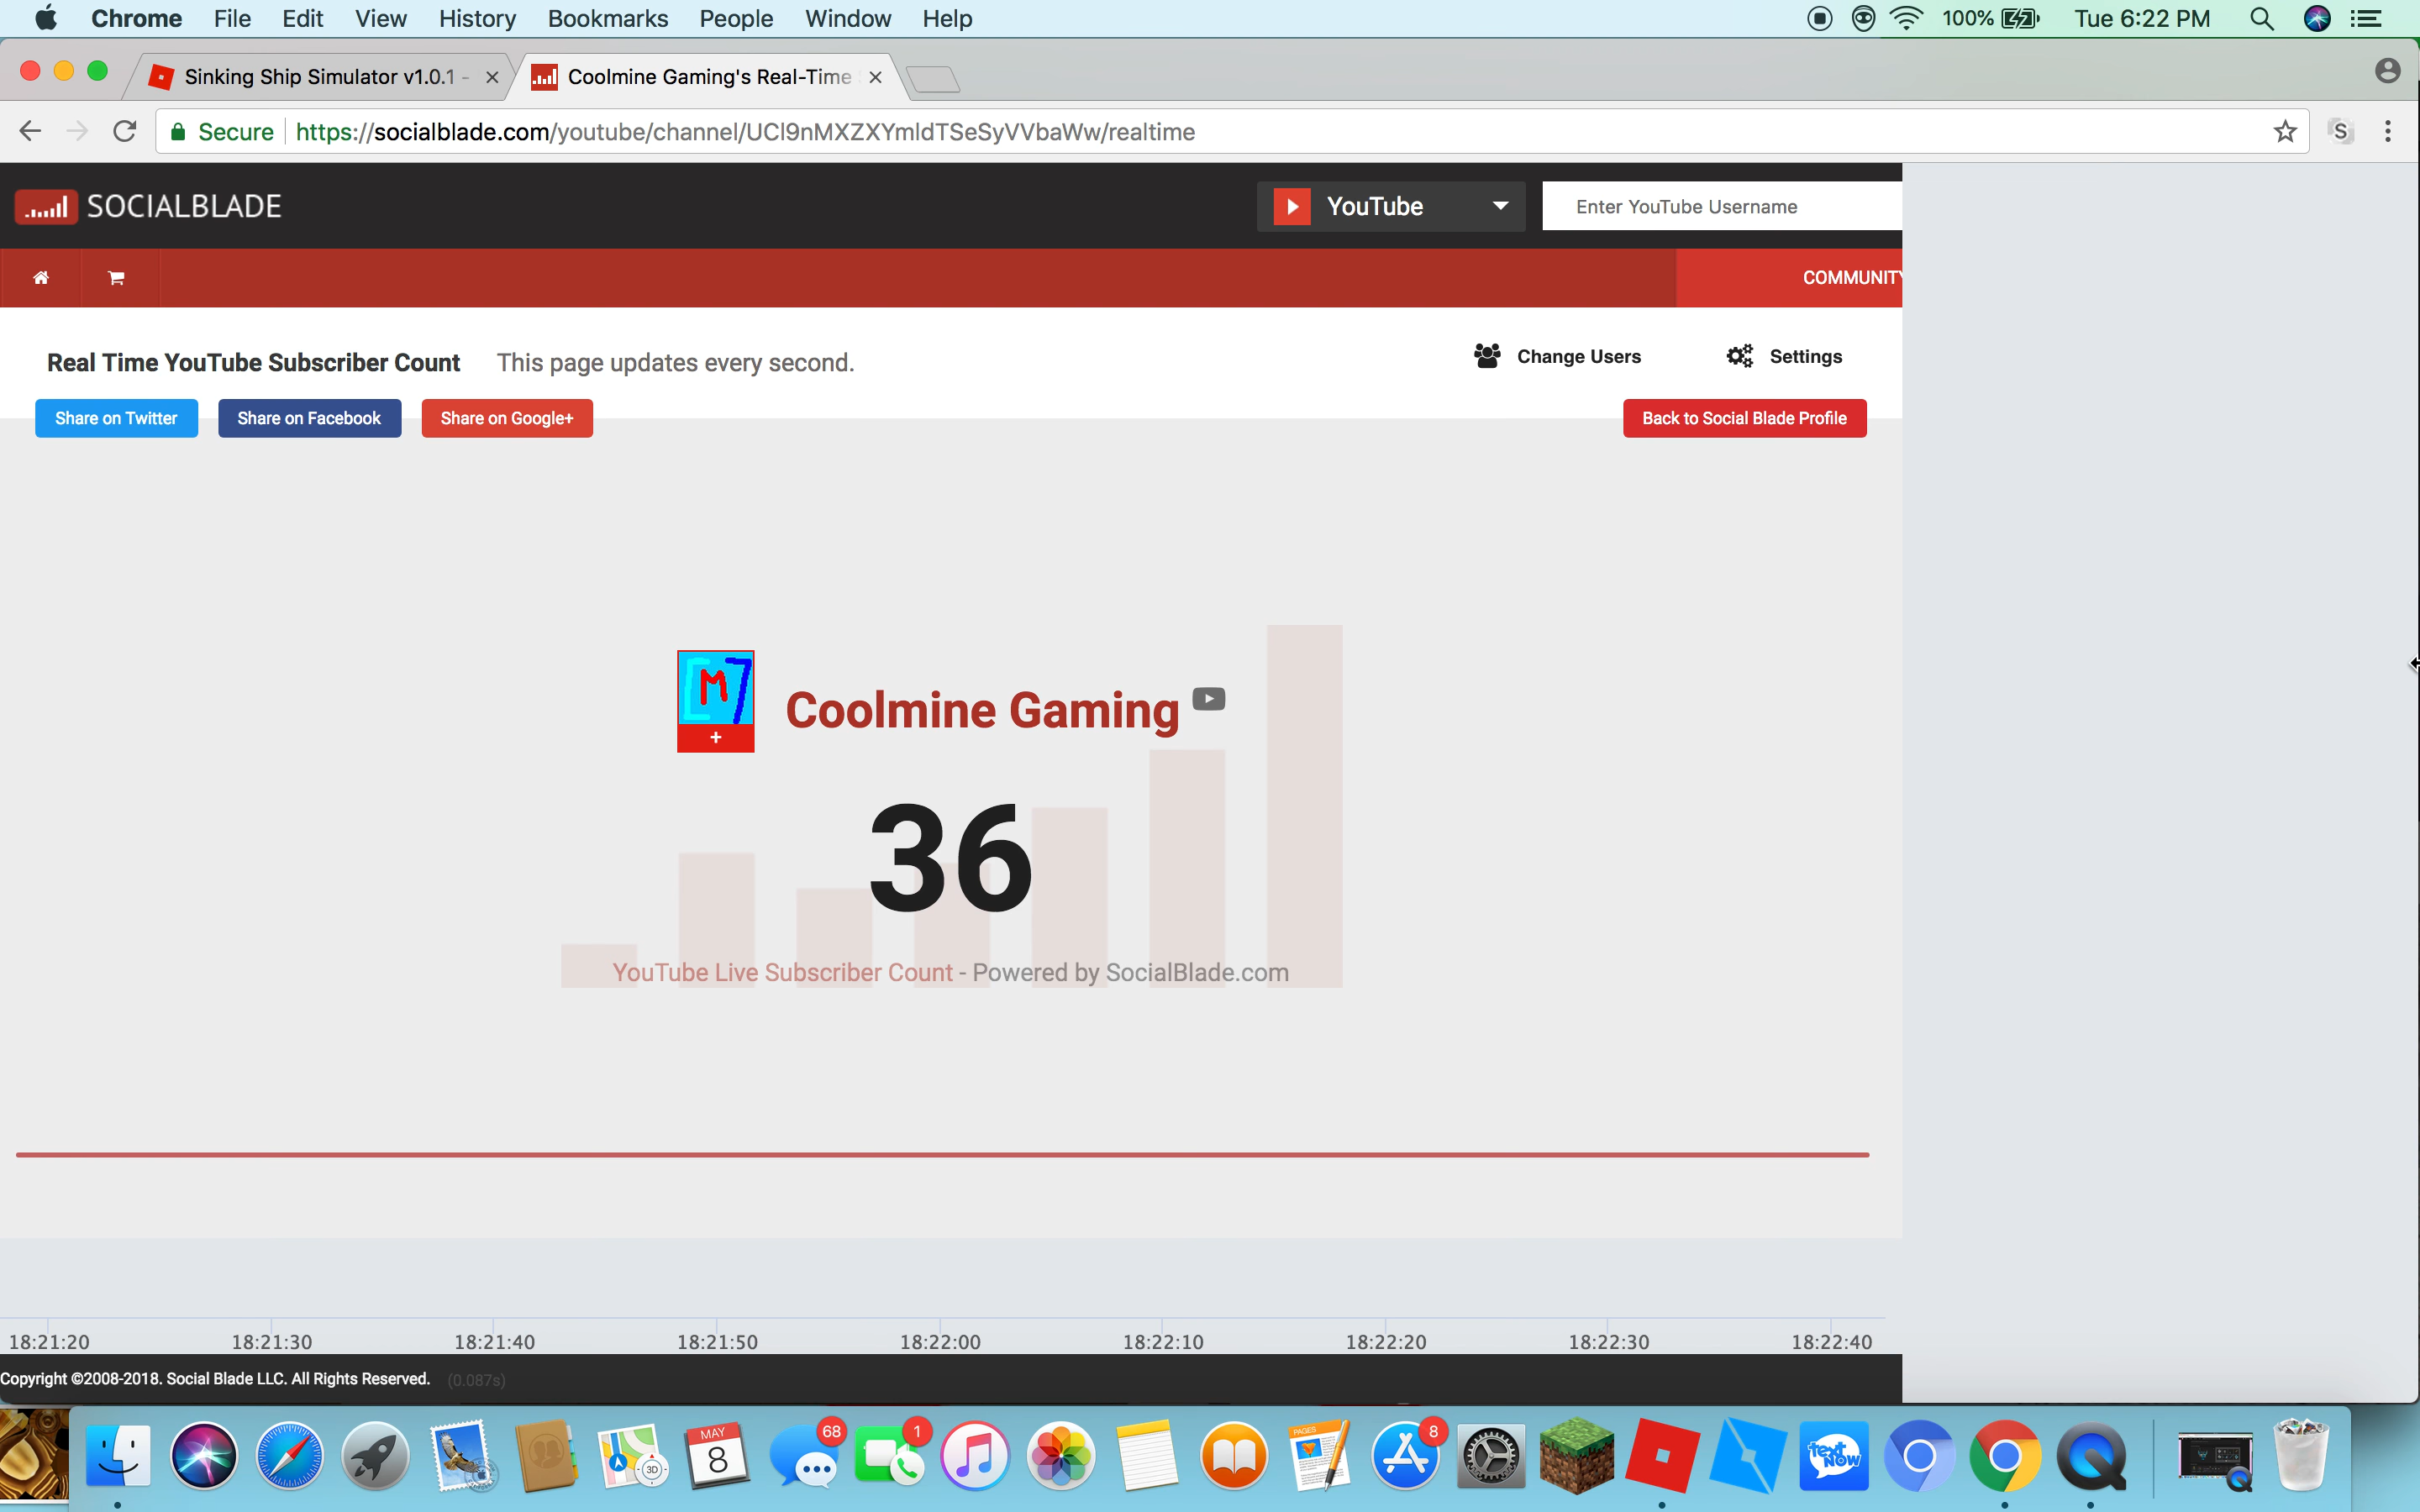 Chrome File Edit View History Bookmarks People Window Help 100% Tue 6:22 PM
Sinking Ship Simulator v1.0.1 - Coolmine Gaming's Real-Time
Secure https://socialblade.com/youtube/channel/UCI9nMXZXYmldTSeSyVVbaWw/realtime S
SOCIALBLADE YouTube Enter YouTube Username
COMMUNITY
Real Time YouTube Subscriber Count This page updates every second. Change Users Settings
Share on Twitter Share on Facebook Share on Google+ Back to Social Blade Profile
[M]
+
Coolmine Gaming
36
YouTube Live Subscriber Count - Powered by SocialBlade.com
18:21:20 18:21:30 18:21:40 18:21:50 18:22:00 18:22:10 18:22:20 18:22:30 18:22:40
Copyright ©2008-2018. Social Blade LLC. All Rights Reserved. (0.087s)
3D MAY 8 68 1 PAGES 8 text NOW